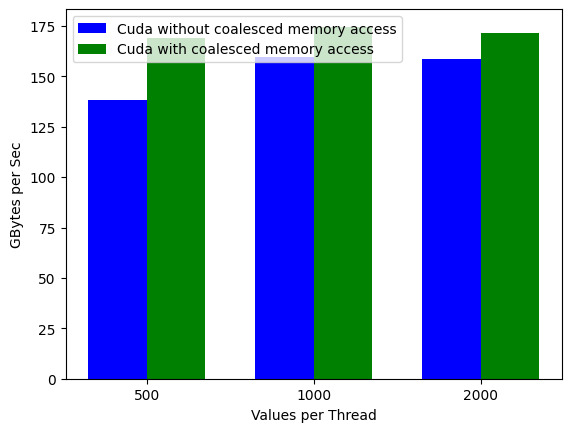 Cuda without coalesced memory access
Cuda with coalesced memory access
175
150
125
100
75
50
25
0
GBytes per Sec
500 1000 2000
Values per Thread